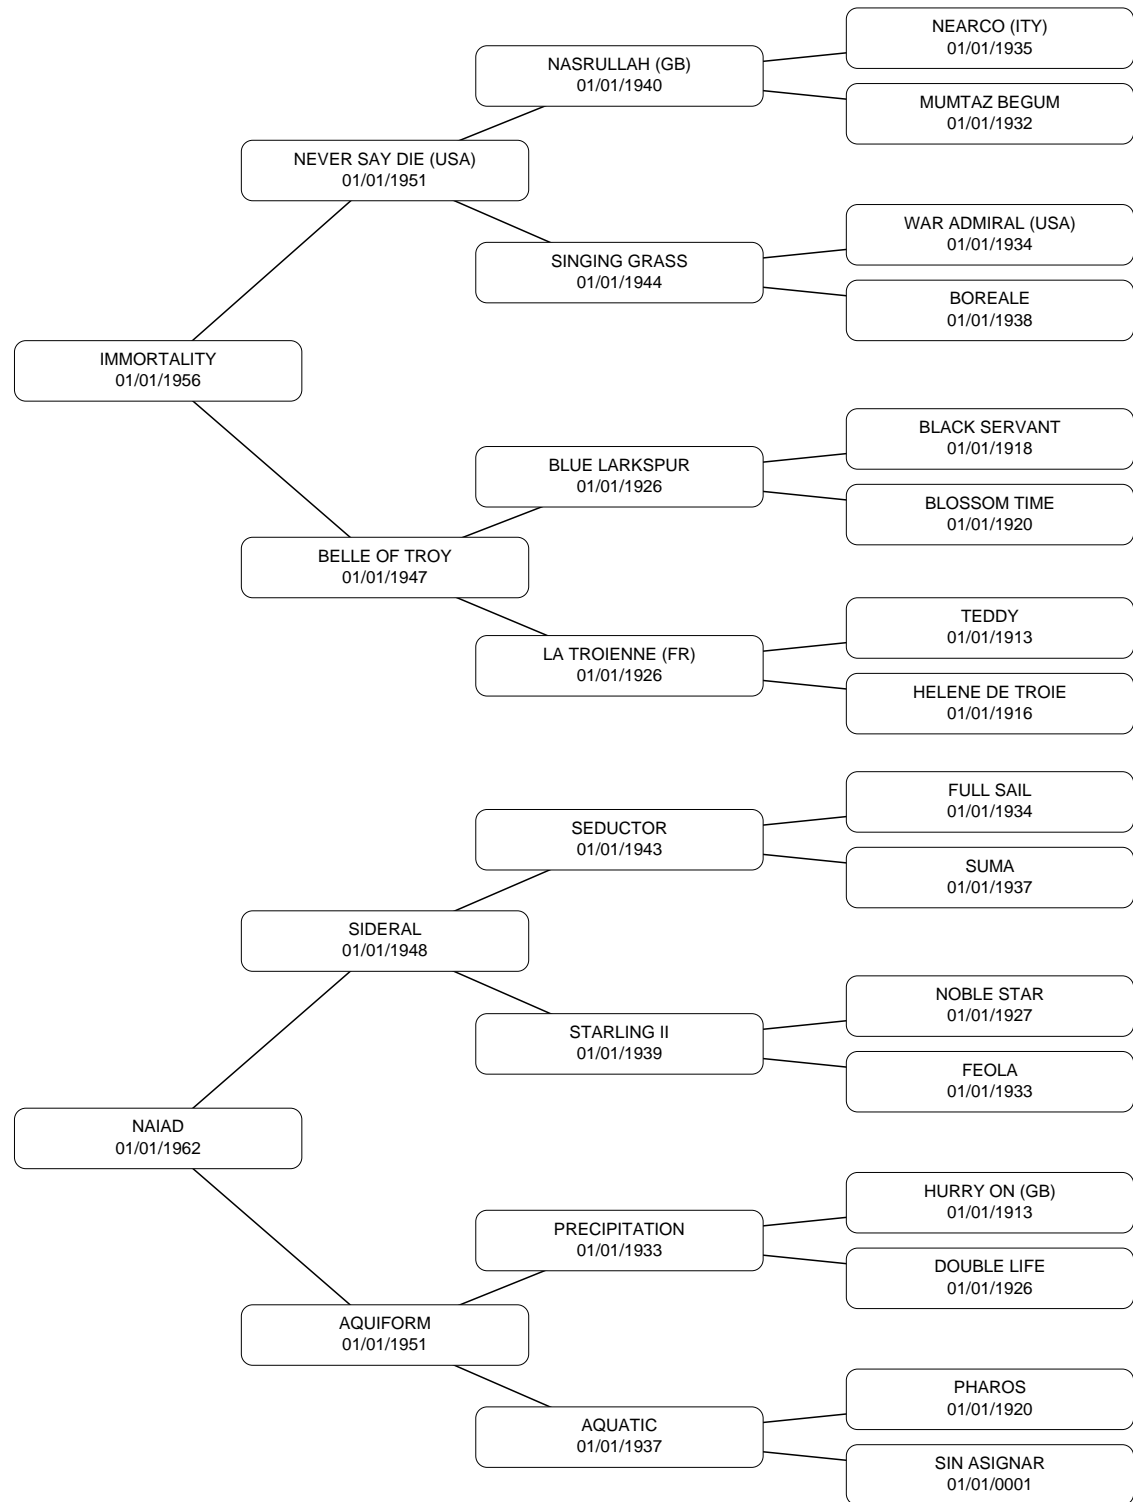 NEARCO (ITY)
01/01/1935
NASRULLAH (GB)
01/01/1940
MUMTAZ BEGUM
01/01/1932
NEVER SAY DIE (USA)
01/01/1951
WAR ADMIRAL (USA)
01/01/1934
SINGING GRASS
01/01/1944
BOREALE
01/01/1938
IMMORTALITY
01/01/1956
BLACK SERVANT
01/01/1918
BLUE LARKSPUR
01/01/1926
BLOSSOM TIME
01/01/1920
BELLE OF TROY
01/01/1947
TEDDY
01/01/1913
LA TROIENNE (FR)
01/01/1926
HELENE DE TROIE
01/01/1916
FULL SAIL
01/01/1934
SEDUCTOR
01/01/1943
SUMA
01/01/1937
SIDERAL
01/01/1948
NOBLE STAR
01/01/1927
STARLING II
01/01/1939
FEOLA
01/01/1933
NAIAD
01/01/1962
HURRY ON (GB)
01/01/1913
PRECIPITATION
01/01/1933
DOUBLE LIFE
01/01/1926
AQUIFORM
01/01/1951
PHAROS
01/01/1920
AQUATIC
01/01/1937
SIN ASIGNAR
01/01/0001